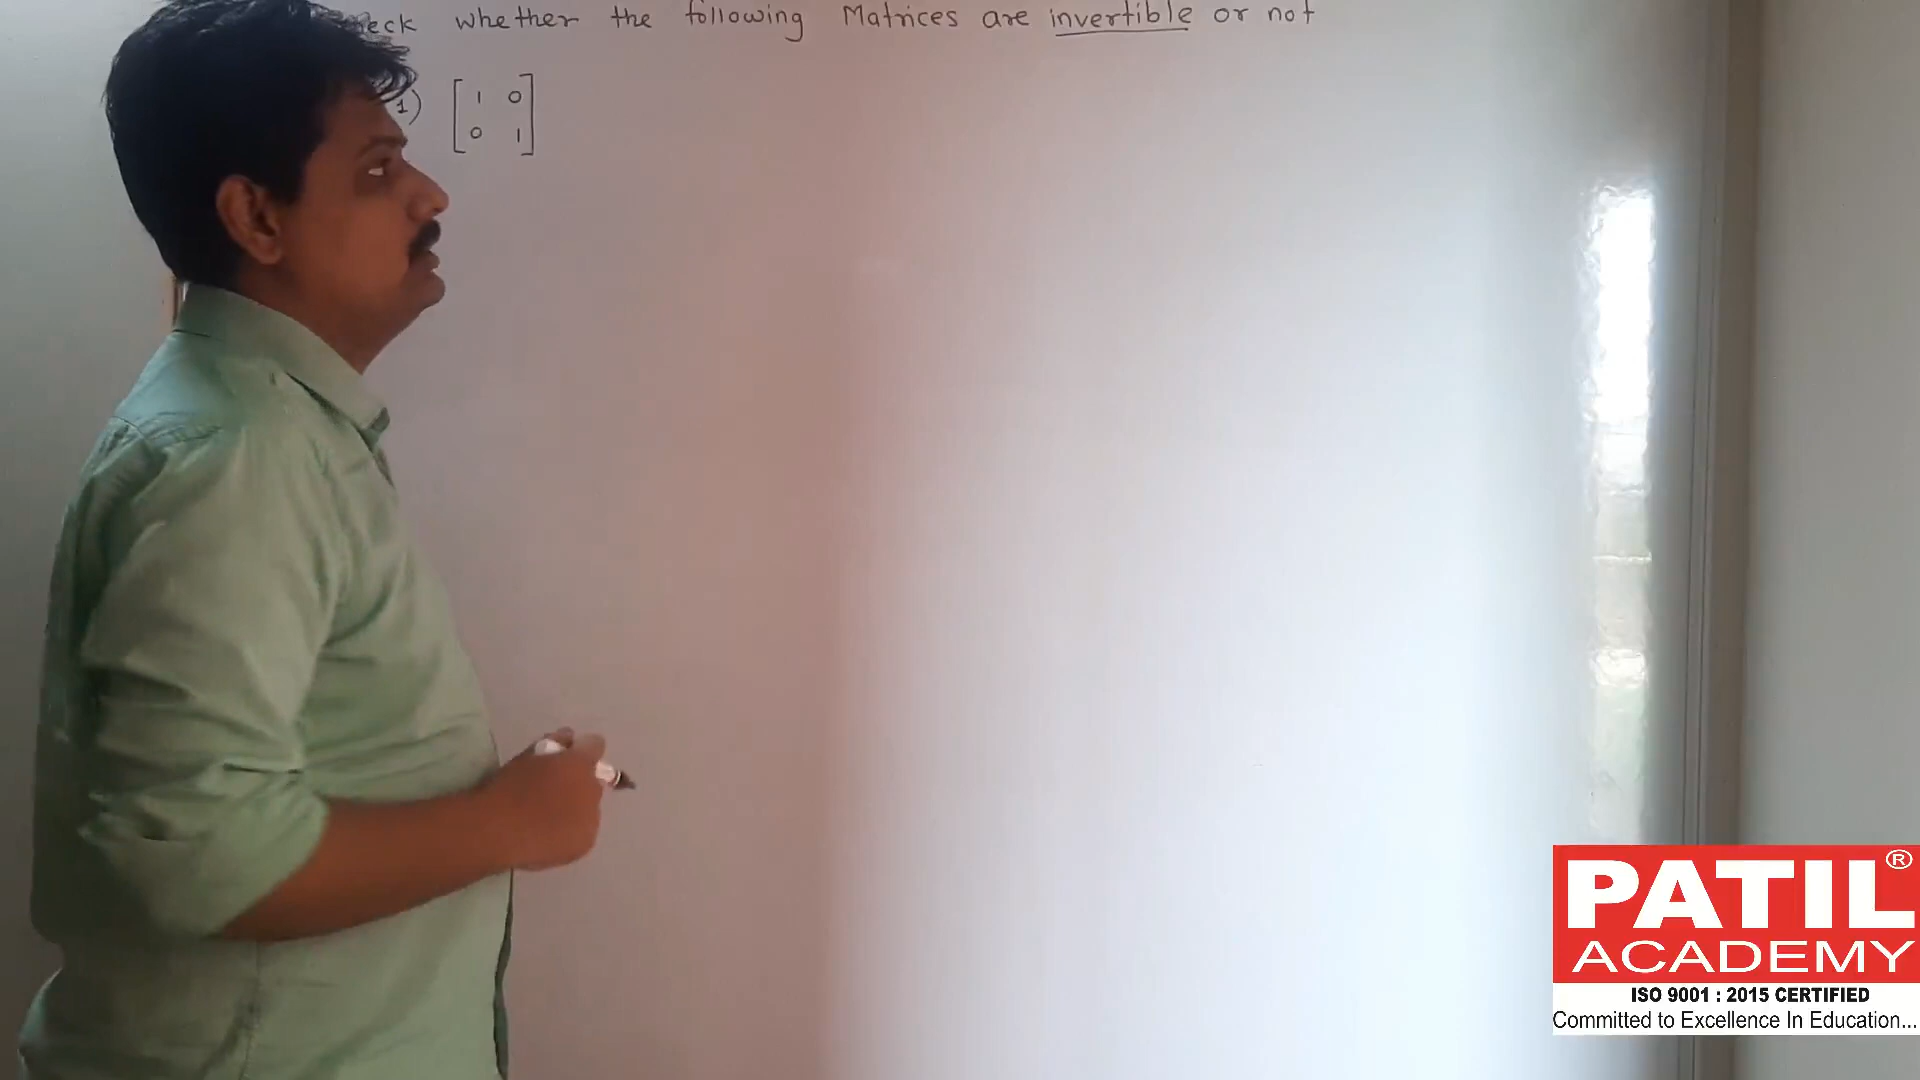 whether the following Matrices are invertible or not
1) [1 0
0 1]
PATIL®
ACADEMY
ISO 9001 : 2015 CERTIFIED
Committed to Excellence In Education...